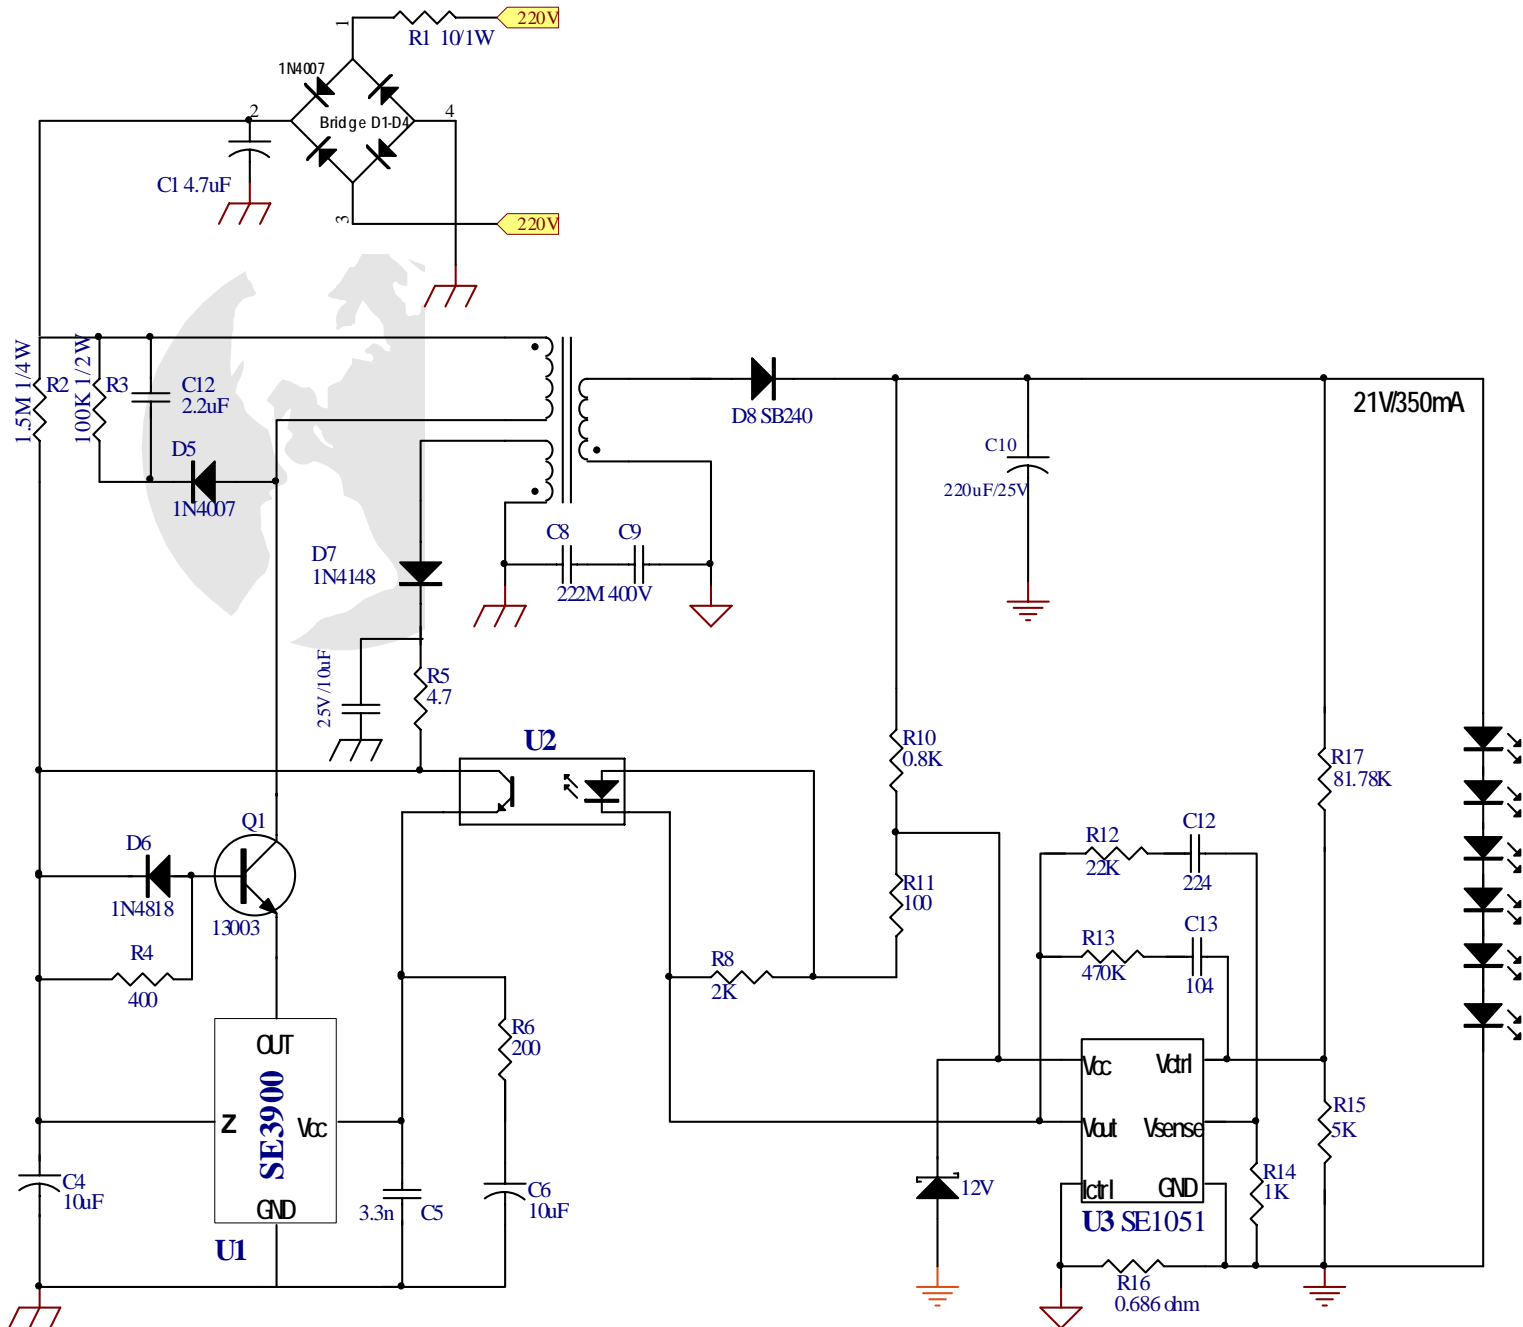 1
R1 10/1W
220V
1N4007
2
4
Bridge D1-D4
C1 4.7uF
3
220V
1.5M 1/4W
R2
100K 1/2W
R3
C12
2.2uF
D5
1N4007
D8 SB240
21V/350mA
C10
220uF/25V
D7
1N4148
C8
C9
222M 400V
25V/10uF
R5
4.7
U2
R10
0.8K
R17
81.78K
Q1
D6
1N4818
13003
R4
400
R11
100
R12
22K
C12
224
R13
470K
C13
104
R8
2K
R6
200
OUT
SE3900
Z
Vcc
GND
U1
C4
10uF
3.3n
C5
C6
10uF
12V
Vcc
Vctrl
Vout
Vsense
Ictrl
GND
U3 SE1051
R15
5K
R14
1K
R16
0.686 ohm